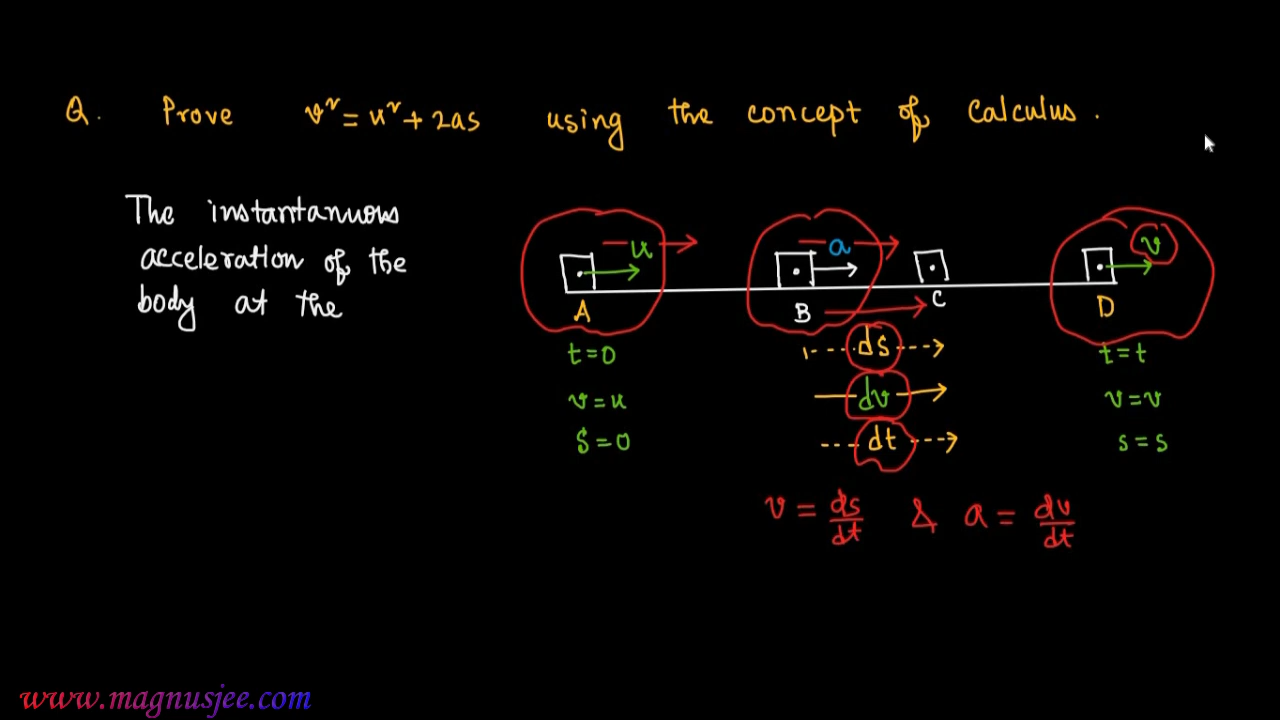 Q. Prove v² = u² + 2as using the concept of calculus.
The instantanuous
acceleration of the
body at the
u
a
v
A
B
C
D
ds
dv
dt
t=0
v=u
S=0
t=t
v=v
s=s
v = ds/dt & a = dv/dt
www.magnusjee.com